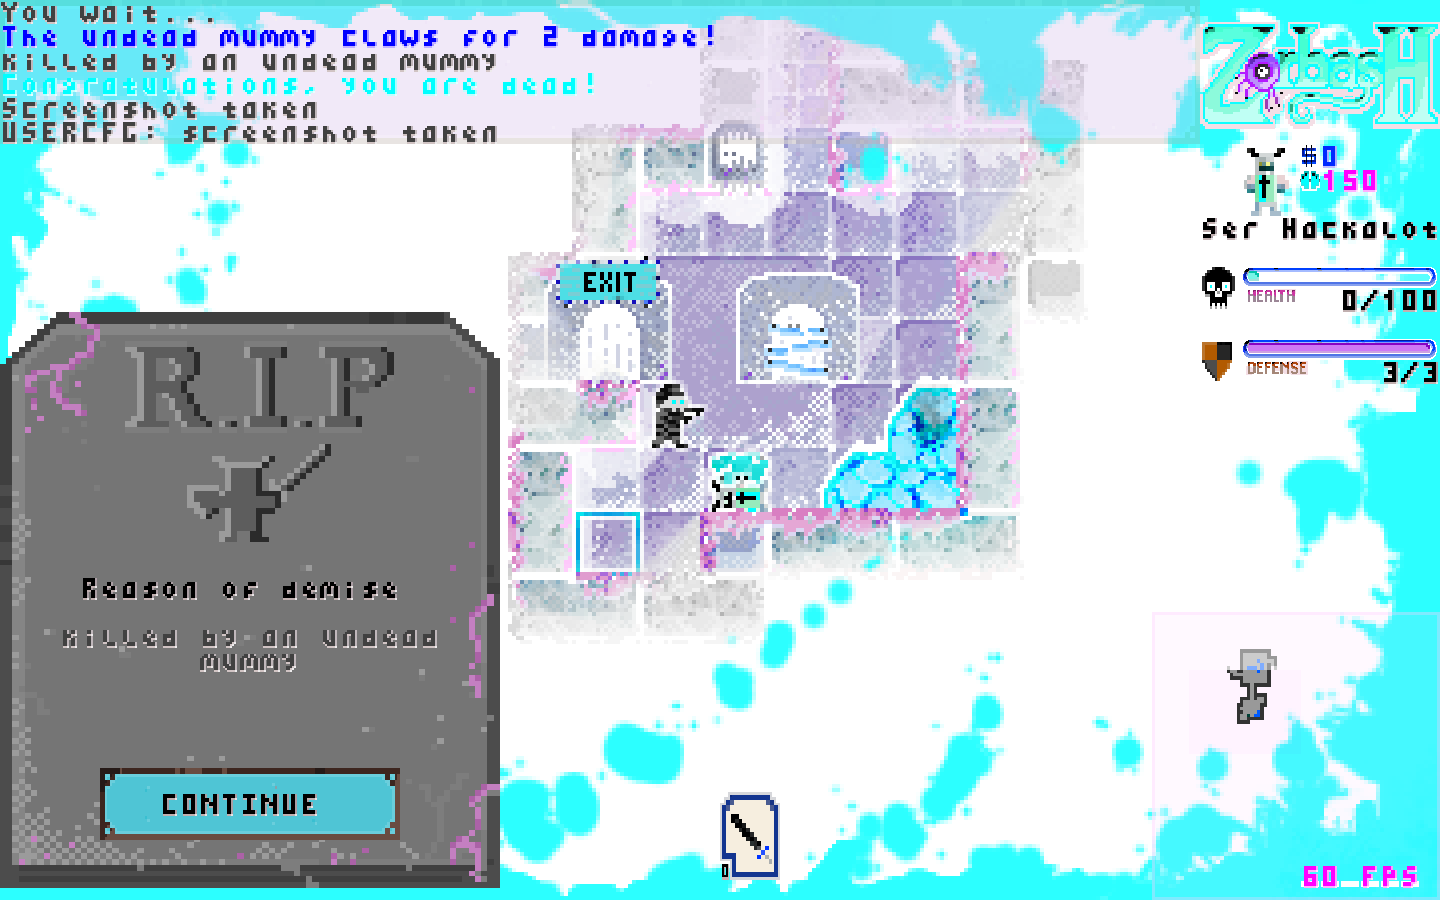 You wait...
The undead mummy claws for 2 damage!
Killed by an undead mummy
Congratulations, you are dead!
Screenshot taken
USERCFG: screenshot taken
ZorbasH
$0
150
Ser Hackalot
HEALTH
0/100
DEFENSE
3/3
EXIT
R.I.P
Reason of demise
Killed by an undead
mummy
CONTINUE
60 FPS